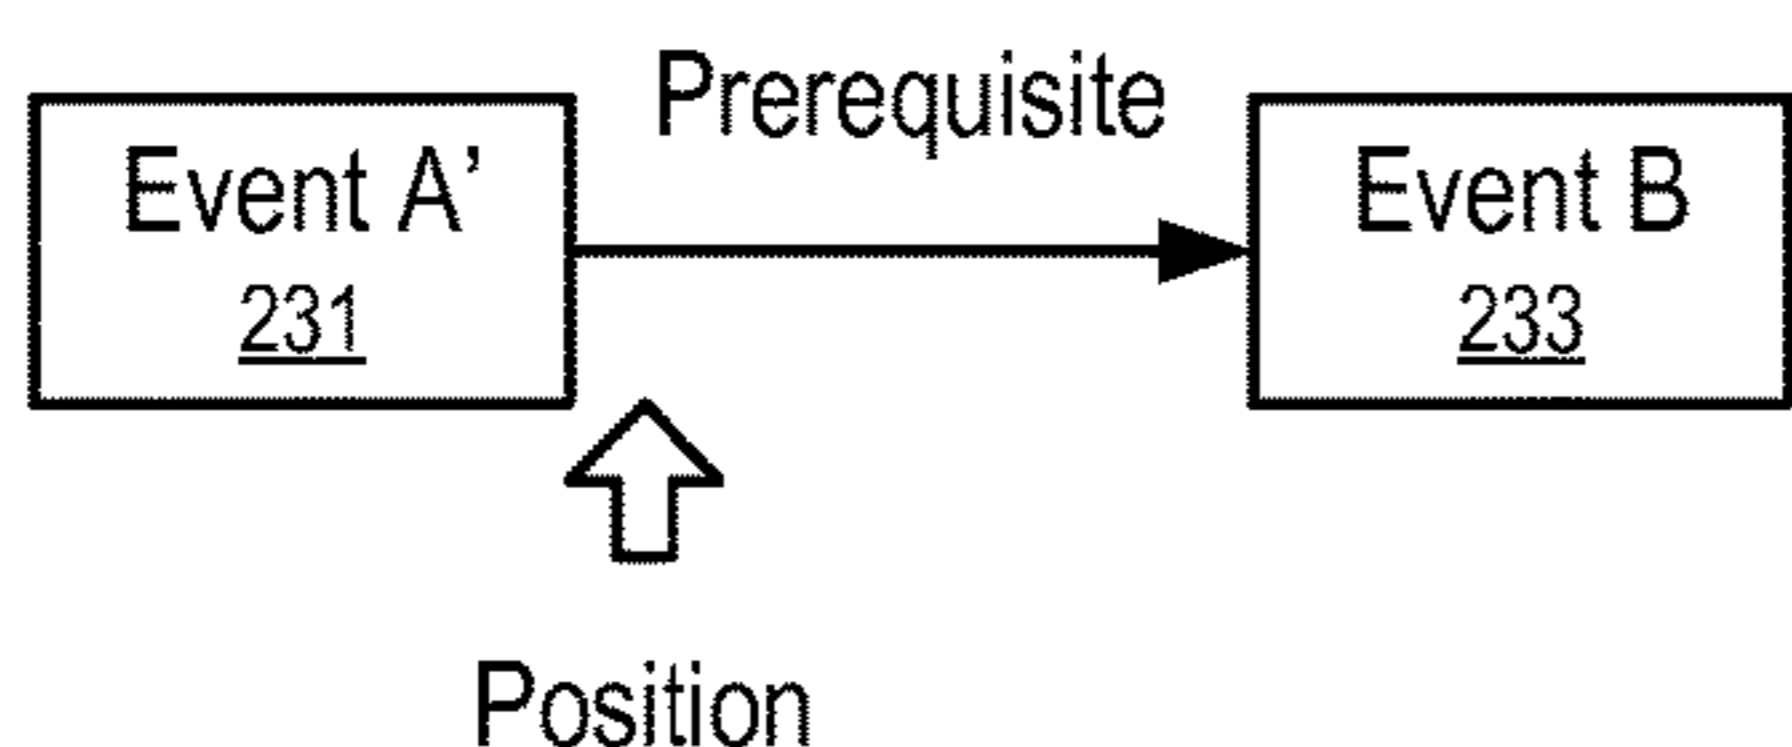 Prerequisite
Event A’
231
Event B
233
Position